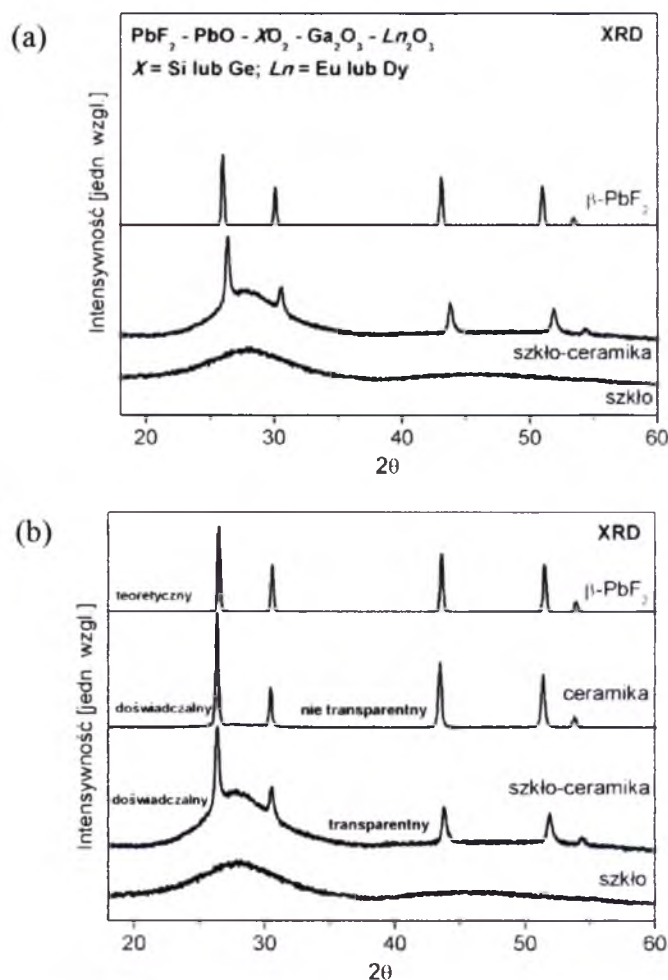 (a)
PbF₂ - PbO - XO₂ - Ga₂O₃ - Ln₂O₃
XRD
X = Si lub Ge; Ln = Eu lub Dy
Intensywność [jedn wzgl.]
β-PbF₂
szkło-ceramika
szkło
20 30 40 50 60
2θ
(b)
XRD
Intensywność [jedn wzgl.]
teoretyczny
β-PbF₂
ceramika
doświadczalny
nie transparentny
szkło-ceramika
doświadczalny
transparentny
szkło
20 30 40 50 60
2θ